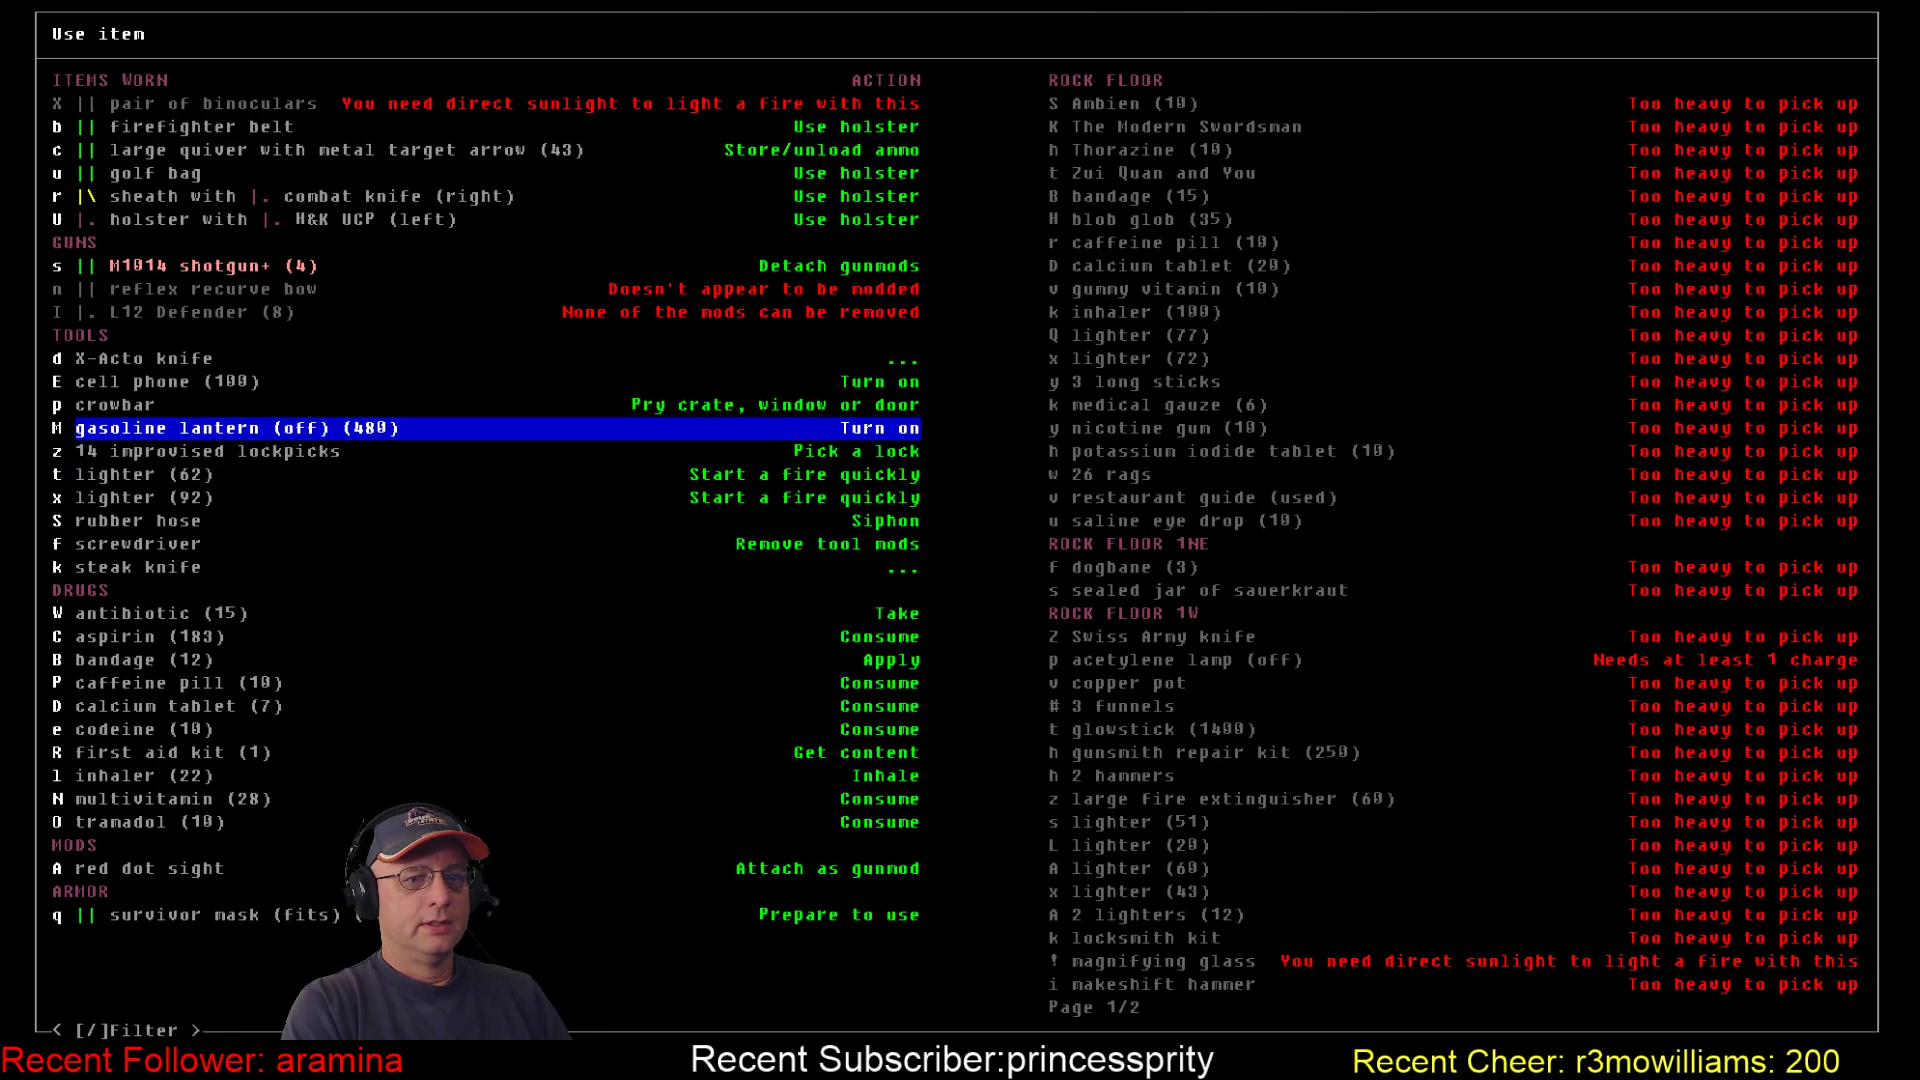 Use item
ITEMS WORN ACTION
X || pair of binoculars You need direct sunlight to light a fire with this
b || firefighter belt Use holster
c || large quiver with metal target arrow (43) Store/unload ammo
u || golf bag Use holster
r |\ sheath with |. combat knife (right) Use holster
U |. holster with |. H&K UCP (left) Use holster
GUNS
s || M1014 shotgun+ (4) Detach gunmods
n || reflex recurve bow Doesn't appear to be modded
I |. L12 Defender (8) None of the mods can be removed
TOOLS
d X-Acto knife ...
E cell phone (100) Turn on
p crowbar Pry crate, window or door
M gasoline lantern (off) (480) Turn on
z 14 improvised lockpicks Pick a lock
t lighter (62) Start a fire quickly
x lighter (92) Start a fire quickly
S rubber hose Siphon
f screwdriver Remove tool mods
k steak knife ...
DRUGS
W antibiotic (15) Take
C aspirin (183) Consume
B bandage (12) Apply
P caffeine pill (10) Consume
D calcium tablet (7) Consume
e codeine (10) Consume
R first aid kit (1) Get content
l inhaler (22) Inhale
N multivitamin (28) Consume
O tramadol (10) Consume
MODS
A red dot sight Attach as gunmod
ARMOR
q || survivor mask (fits) ( Prepare to use
ROCK FLOOR
S Ambien (10) Too heavy to pick up
K The Modern Swordsman Too heavy to pick up
h Thorazine (10) Too heavy to pick up
t Zui Quan and You Too heavy to pick up
B bandage (15) Too heavy to pick up
H blob glob (35) Too heavy to pick up
r caffeine pill (10) Too heavy to pick up
D calcium tablet (20) Too heavy to pick up
v gummy vitamin (10) Too heavy to pick up
k inhaler (100) Too heavy to pick up
Q lighter (77) Too heavy to pick up
x lighter (72) Too heavy to pick up
y 3 long sticks Too heavy to pick up
k medical gauze (6) Too heavy to pick up
y nicotine gum (10) Too heavy to pick up
h potassium iodide tablet (10) Too heavy to pick up
w 26 rags Too heavy to pick up
v restaurant guide (used) Too heavy to pick up
u saline eye drop (10) Too heavy to pick up
ROCK FLOOR 1NE
f dogbane (3) Too heavy to pick up
s sealed jar of sauerkraut Too heavy to pick up
ROCK FLOOR 1W
Z Swiss Army knife Too heavy to pick up
p acetylene lamp (off) Needs at least 1 charge
v copper pot Too heavy to pick up
# 3 funnels Too heavy to pick up
t glowstick (1400) Too heavy to pick up
h gunsmith repair kit (250) Too heavy to pick up
h 2 hammers Too heavy to pick up
z large fire extinguisher (60) Too heavy to pick up
s lighter (51) Too heavy to pick up
L lighter (20) Too heavy to pick up
A lighter (60) Too heavy to pick up
x lighter (43) Too heavy to pick up
A 2 lighters (12) Too heavy to pick up
k locksmith kit Too heavy to pick up
! magnifying glass You need direct sunlight to light a fire with this
i makeshift hammer Too heavy to pick up
Page 1/2
< [/]Filter >
Recent Follower: aramina
Recent Subscriber:princessprity
Recent Cheer: r3mowilliams: 200